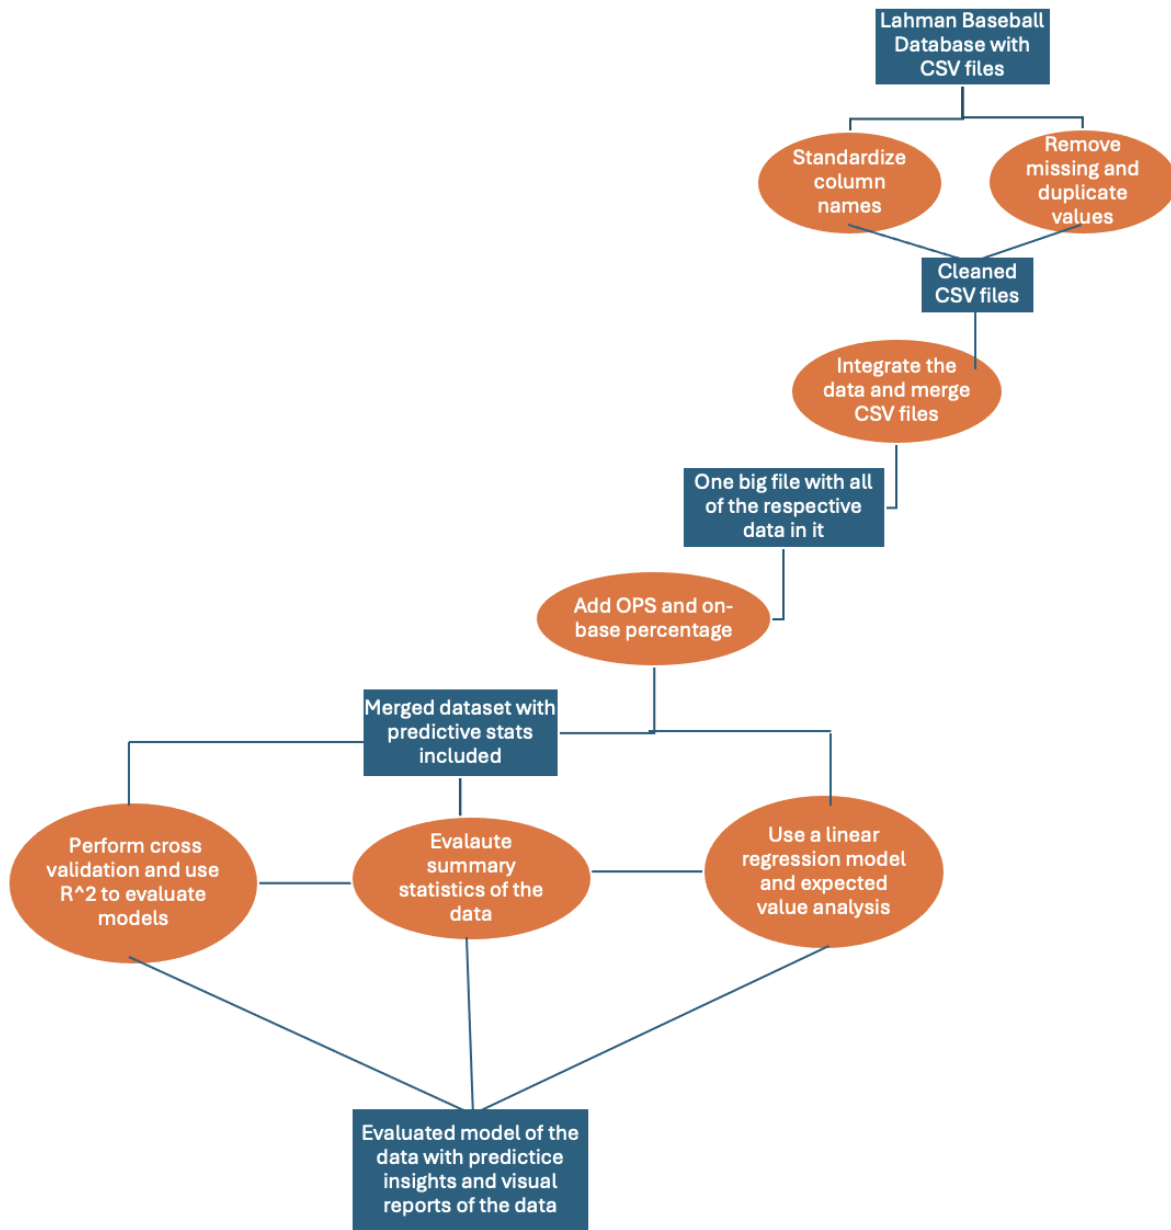 Lahman Baseball
Database with
CSV files
Standardize
column
names
Remove
missing and
duplicate
values
Cleaned
CSV files
Integrate the
data and merge
CSV files
One big file with all
of the respective
data in it
Add OPS and on-
base percentage
Merged dataset with
predictive stats
included
Perform cross
validation and use
R^2 to evaluate
models
Evalaute
summary
statistics of the
data
Use a linear
regression model
and expected
value analysis
Evaluated model of the
data with predictice
insights and visual
reports of the data